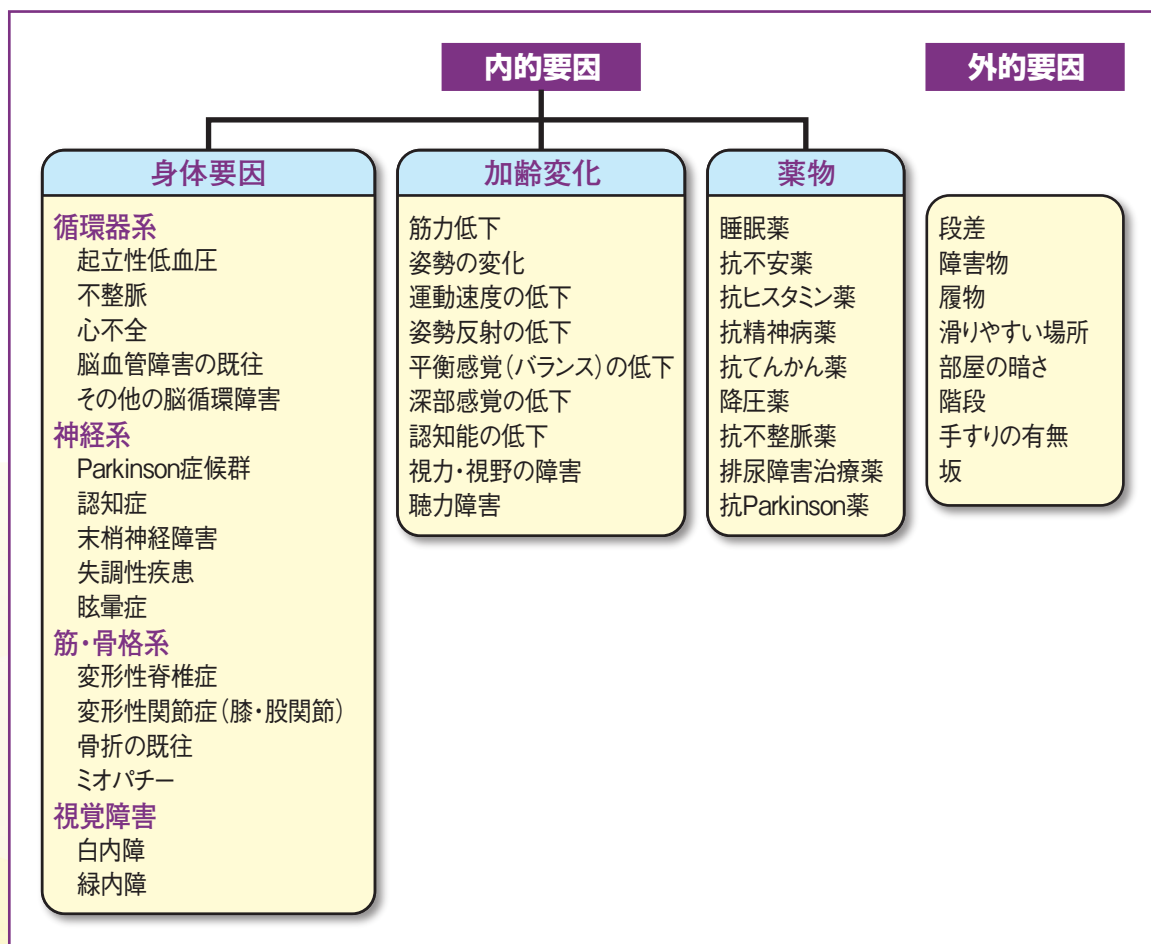 内的要因
外的要因
身体要因
循環器系
起立性低血圧
不整脈
心不全
脳血管障害の既往
その他の脳循環障害
神経系
Parkinson症候群
認知症
末梢神経障害
失調性疾患
眩暈症
筋・骨格系
変形性脊椎症
変形性関節症（膝・股関節）
骨折の既往
ミオパチー
視覚障害
白内障
緑内障
加齢変化
筋力低下
姿勢の変化
運動速度の低下
姿勢反射の低下
平衡感覚（バランス）の低下
深部感覚の低下
認知能の低下
視力・視野の障害
聴力障害
薬物
睡眠薬
抗不安薬
抗ヒスタミン薬
抗精神病薬
抗てんかん薬
降圧薬
抗不整脈薬
排尿障害治療薬
抗Parkinson薬
段差
障害物
履物
滑りやすい場所
部屋の暗さ
階段
手すりの有無
坂